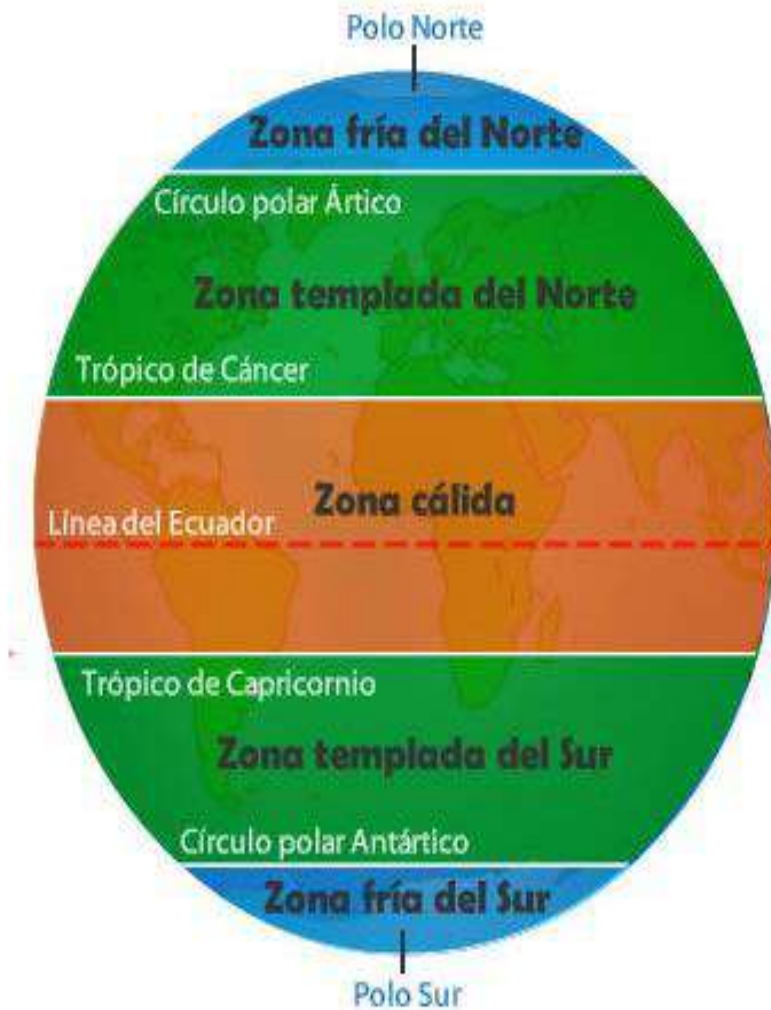 Polo Norte
Zona fría del Norte
Círculo polar Ártico
Zona templada del Norte
Trópico de Cáncer
Zona cálida
Línea del Ecuador
Trópico de Capricornio
Zona templada del Sur
Círculo polar Antártico
Zona fría del Sur
Polo Sur